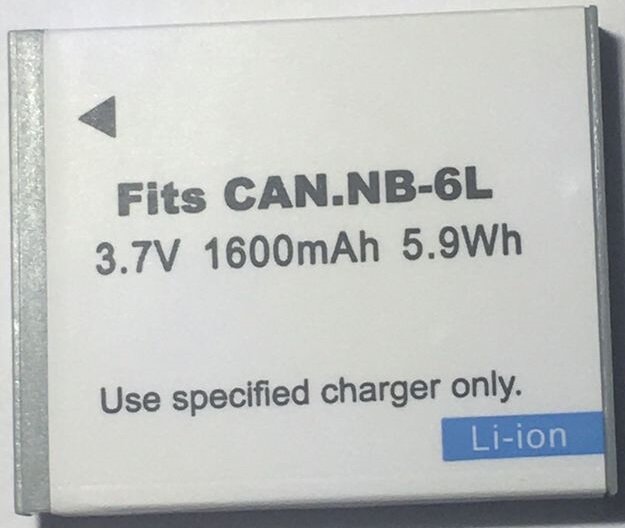 Fits CAN.NB-6L
3.7V 1600mAh 5.9Wh
Use specified charger only.
Li-ion